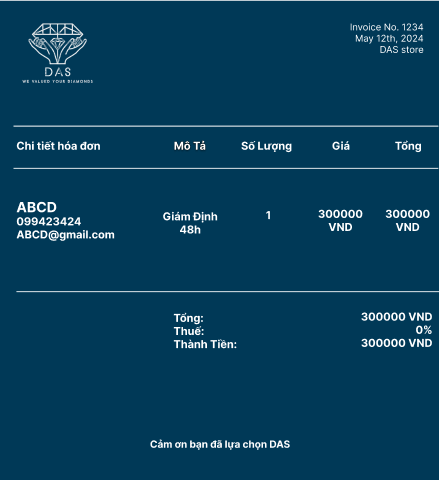 DAS
WE VALUED YOUR DIAMONDS
Invoice No. 1234
May 12th, 2024
DAS store
Chi tiết hóa đơn Mô Tả Số Lượng Giá Tổng
ABCD
099423424
ABCD@gmail.com
Giám Định
48h
1
300000
VND
300000
VND
Tổng: 300000 VND
Thuế: 0%
Thành Tiền: 300000 VND
Cảm ơn bạn đã lựa chọn DAS